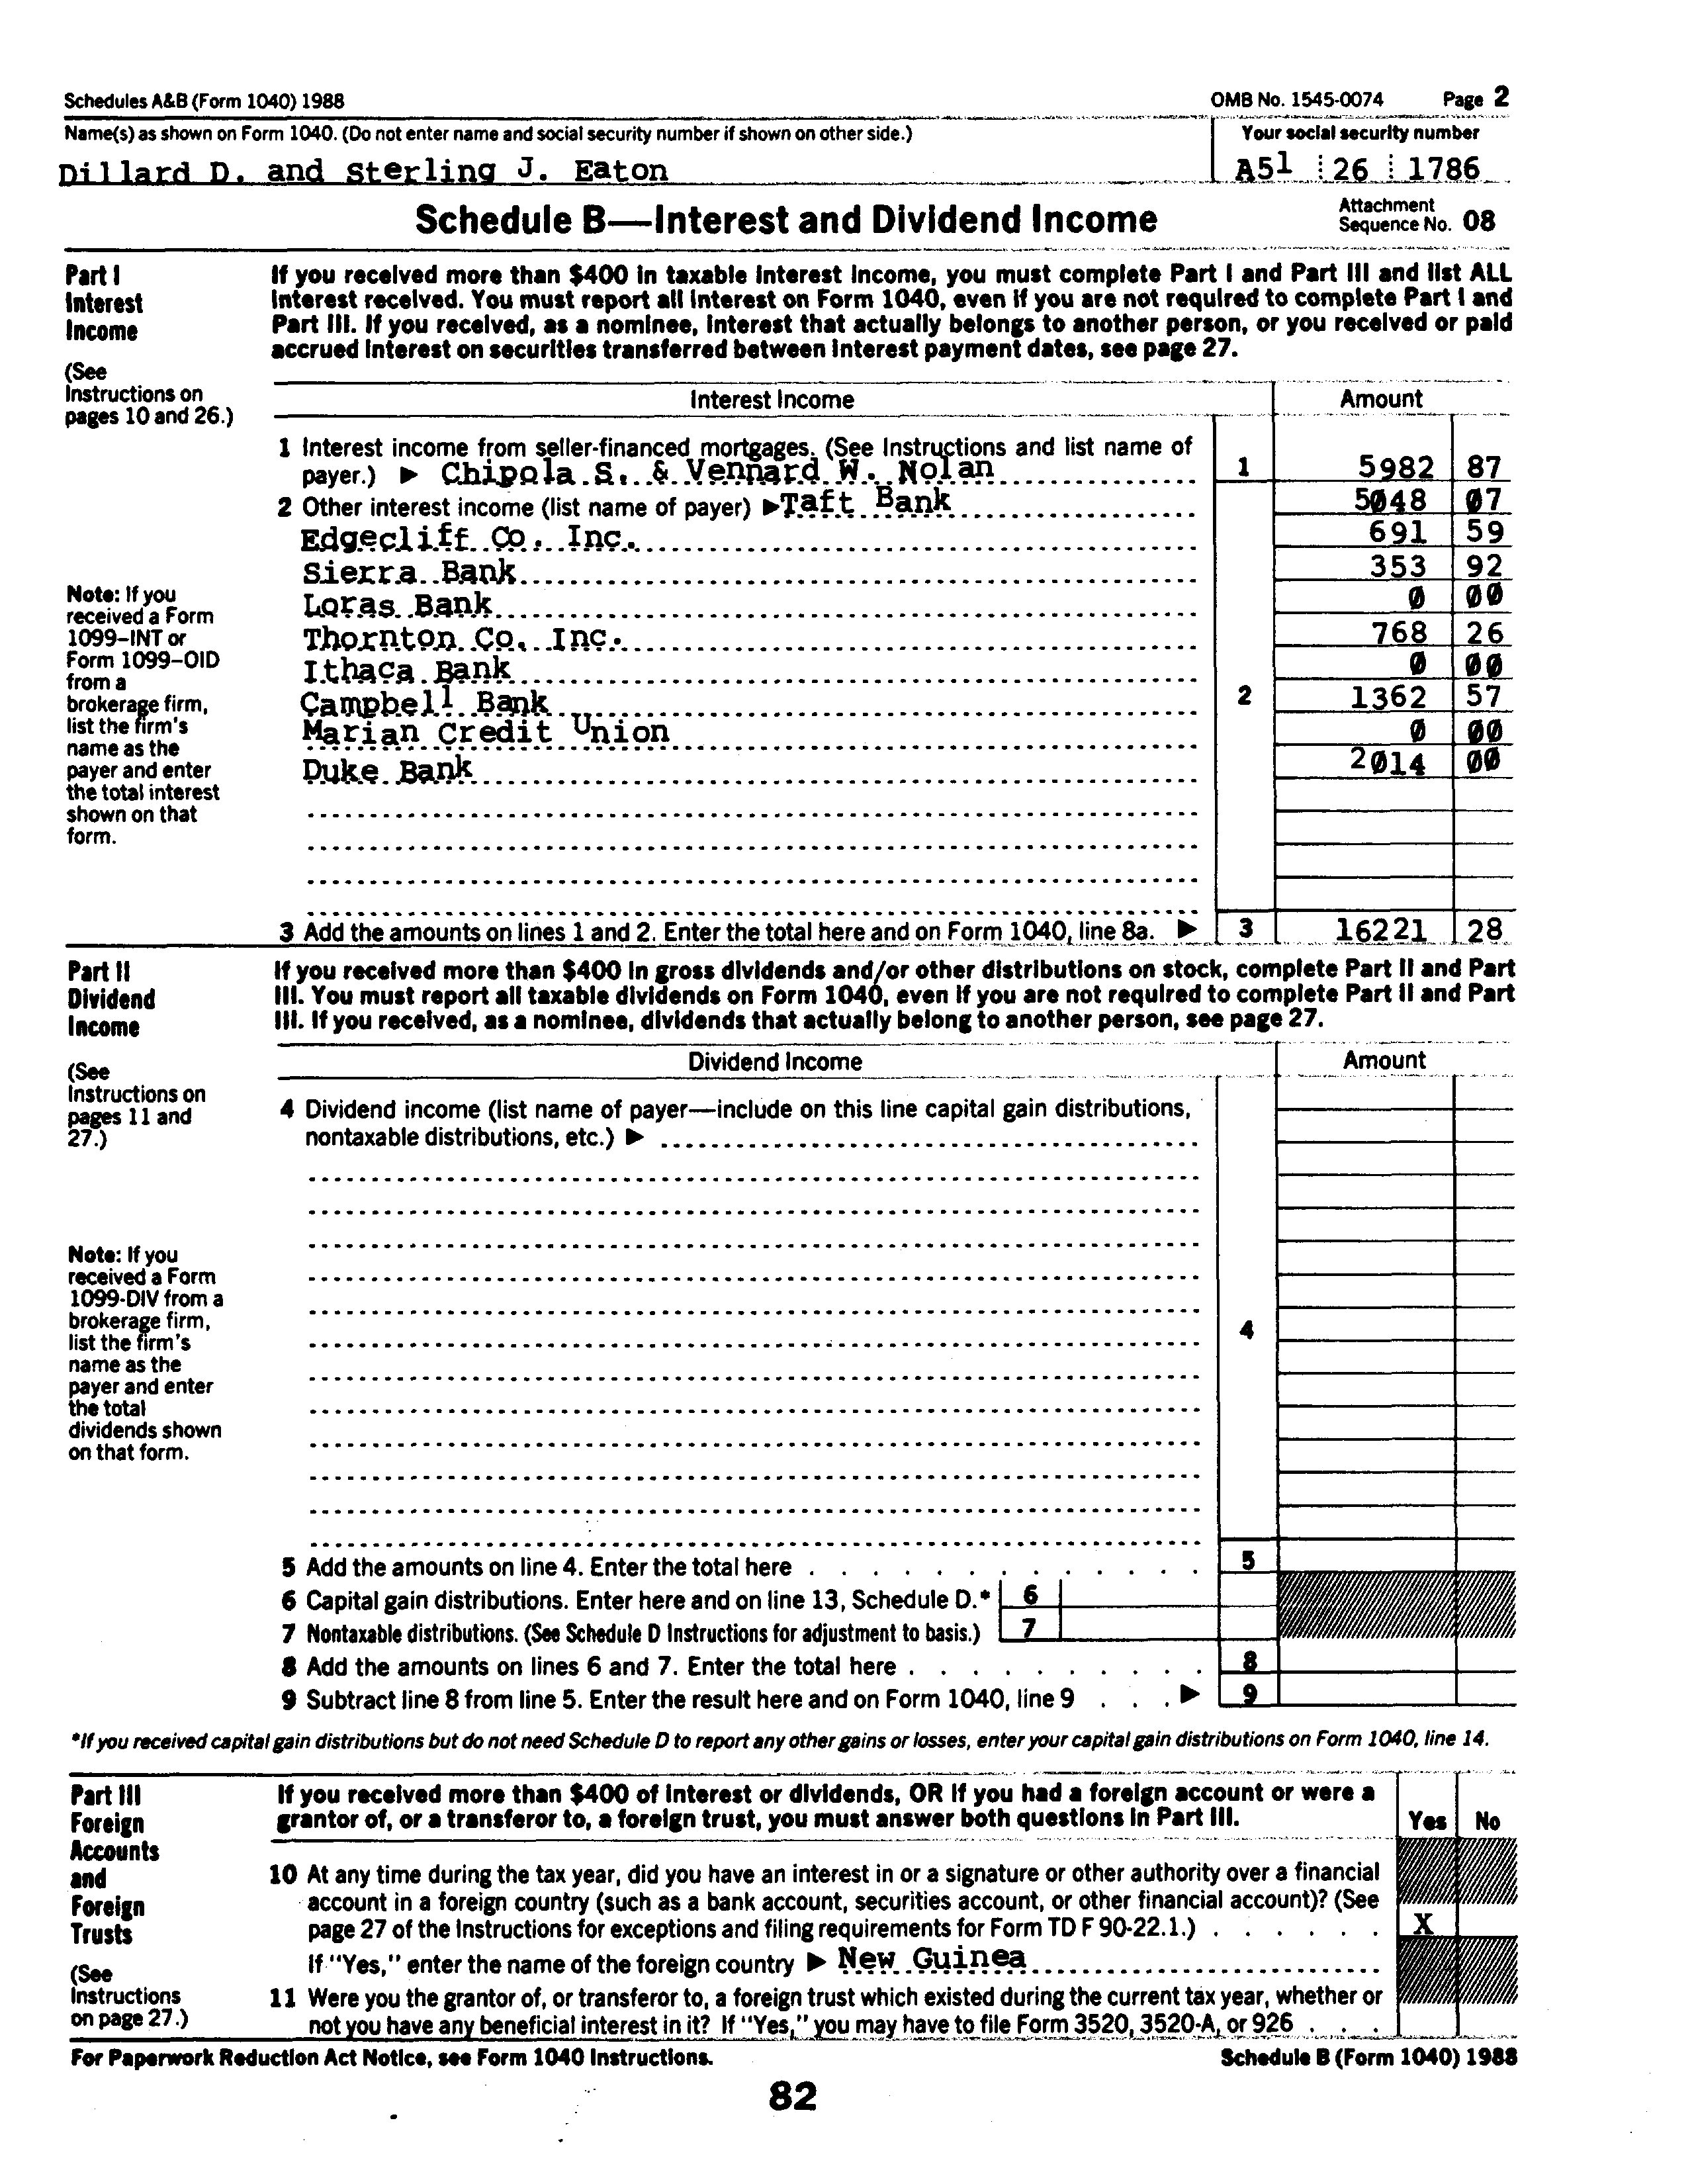 Schedules A&B (Form 1040) 1988 OMB No. 1545-0074 Page 2
Name(s) as shown on Form 1040. (Do not enter name and social security number if shown on other side.) Your social security number
Dillard D. and Sterling J. Eaton A51 26 1786
Schedule B—Interest and Dividend Income Attachment Sequence No. 08
Part I
Interest
Income
(See
Instructions on
pages 10 and 26.)
If you received more than $400 in taxable interest income, you must complete Part I and Part III and list ALL
interest received. You must report all interest on Form 1040, even if you are not required to complete Part I and
Part III. If you received, as a nominee, interest that actually belongs to another person, or you received or paid
accrued interest on securities transferred between interest payment dates, see page 27.
Interest Income Amount
1 Interest income from seller-financed mortgages. (See Instructions and list name of
payer.) ▶ Chipola S. & Vennard W. Nolan 1 5982 87
2 Other interest income (list name of payer) ▶ Taft Bank 5048 07
Edgecliff Co. Inc. 691 59
Sierra Bank 353 92
Loras Bank 0 00
Thornton Co. Inc. 768 26
Ithaca Bank 0 00
Campbell Bank 2 1362 57
Marian Credit Union 0 00
Duke Bank 2014 00
Note: If you
received a Form
1099–INT or
Form 1099–OID
from a
brokerage firm,
list the firm's
name as the
payer and enter
the total interest
shown on that
form.
3 Add the amounts on lines 1 and 2. Enter the total here and on Form 1040, line 8a. ▶ 3 16221 28
Part II
Dividend
Income
(See
Instructions on
pages 11 and
27.)
If you received more than $400 in gross dividends and/or other distributions on stock, complete Part II and Part
III. You must report all taxable dividends on Form 1040, even if you are not required to complete Part II and Part
III. If you received, as a nominee, dividends that actually belong to another person, see page 27.
Dividend Income Amount
4 Dividend income (list name of payer—include on this line capital gain distributions,
nontaxable distributions, etc.) ▶
Note: If you
received a Form
1099-DIV from a
brokerage firm,
list the firm's
name as the
payer and enter
the total
dividends shown
on that form.
4
5 Add the amounts on line 4. Enter the total here 5
6 Capital gain distributions. Enter here and on line 13, Schedule D.* 6
7 Nontaxable distributions. (See Schedule D Instructions for adjustment to basis.) 7
8 Add the amounts on lines 6 and 7. Enter the total here 8
9 Subtract line 8 from line 5. Enter the result here and on Form 1040, line 9 ▶ 9
*If you received capital gain distributions but do not need Schedule D to report any other gains or losses, enter your capital gain distributions on Form 1040, line 14.
Part III
Foreign
Accounts
and
Foreign
Trusts
(See
Instructions
on page 27.)
If you received more than $400 of interest or dividends, OR if you had a foreign account or were a
grantor of, or a transferor to, a foreign trust, you must answer both questions in Part III. Yes No
10 At any time during the tax year, did you have an interest in or a signature or other authority over a financial
account in a foreign country (such as a bank account, securities account, or other financial account)? (See
page 27 of the Instructions for exceptions and filing requirements for Form TD F 90-22.1.) X
If "Yes," enter the name of the foreign country ▶ New Guinea
11 Were you the grantor of, or transferor to, a foreign trust which existed during the current tax year, whether or
not you have any beneficial interest in it? If "Yes," you may have to file Form 3520, 3520-A, or 926
For Paperwork Reduction Act Notice, see Form 1040 Instructions. Schedule B (Form 1040) 1988
82